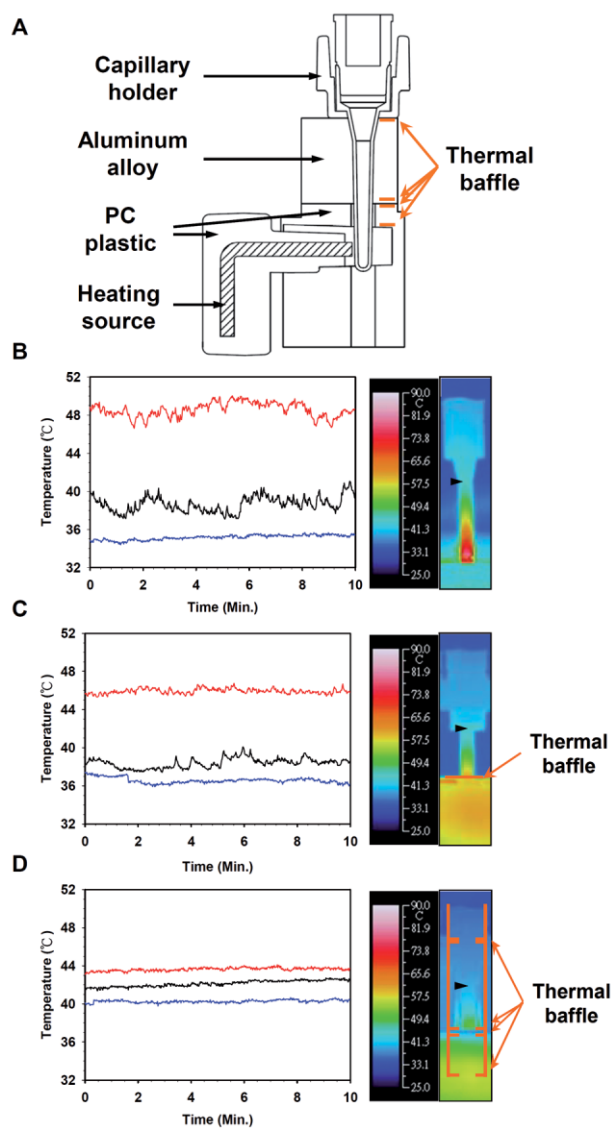 A
Capillary
holder
Aluminum
alloy
PC
plastic
Heating
source
Thermal
baffle
B
Temperature (℃)
52
48
44
40
36
32
0 2 4 6 8 10
Time (Min.)
90.0
C
81.9
73.8
65.6
57.5
49.4
41.3
33.1
25.0
C
Temperature (℃)
52
48
44
40
36
32
0 2 4 6 8 10
Time (Min.)
90.0
C
81.9
73.8
65.6
57.5
49.4
41.3
33.1
25.0
Thermal
baffle
D
Temperature (℃)
52
48
44
40
36
32
0 2 4 6 8 10
Time (Min.)
90.0
C
81.9
73.8
65.6
57.5
49.4
41.3
33.1
25.0
Thermal
baffle